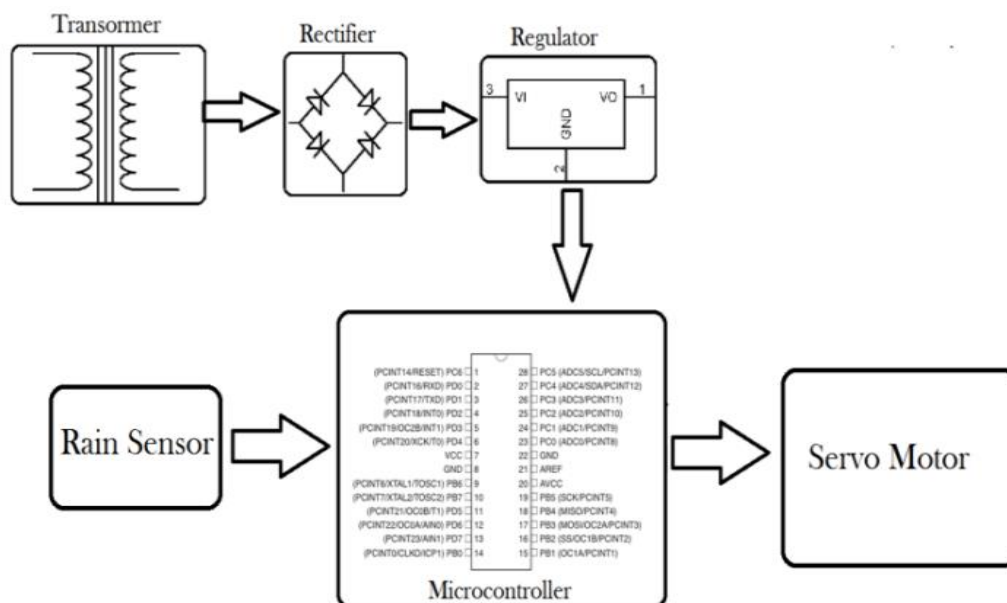 Transormer
Rectifier
Regulator
3 VI VO 1
GND
2
(PCINT14/RESET) PC6 1 28 PC5 (ADC5/SCL/PCINT13)
(PCINT16/RXD) PD0 2 27 PC4 (ADC4/SDA/PCINT12)
(PCINT17/TXD) PD1 3 26 PC3 (ADC3/PCINT11)
(PCINT18/INT0) PD2 4 25 PC2 (ADC2/PCINT10)
(PCINT19/OC2B/INT1) PD3 5 24 PC1 (ADC1/PCINT9)
(PCINT20/XCK/T0) PD4 6 23 PC0 (ADC0/PCINT8)
VCC 7 22 GND
GND 8 21 AREF
(PCINT6/XTAL1/TOSC1) PB6 9 20 AVCC
(PCINT7/XTAL2/TOSC2) PB7 10 19 PB5 (SCK/PCINT5)
(PCINT21/OC0B/T1) PD5 11 18 PB4 (MISO/PCINT4)
(PCINT22/OC0A/AIN0) PD6 12 17 PB3 (MOSI/OC2A/PCINT3)
(PCINT23/AIN1) PD7 13 16 PB2 (SS/OC1B/PCINT2)
(PCINT0/CLKO/ICP1) PB0 14 15 PB1 (OC1A/PCINT1)
Microcontroller
Rain Sensor
Servo Motor